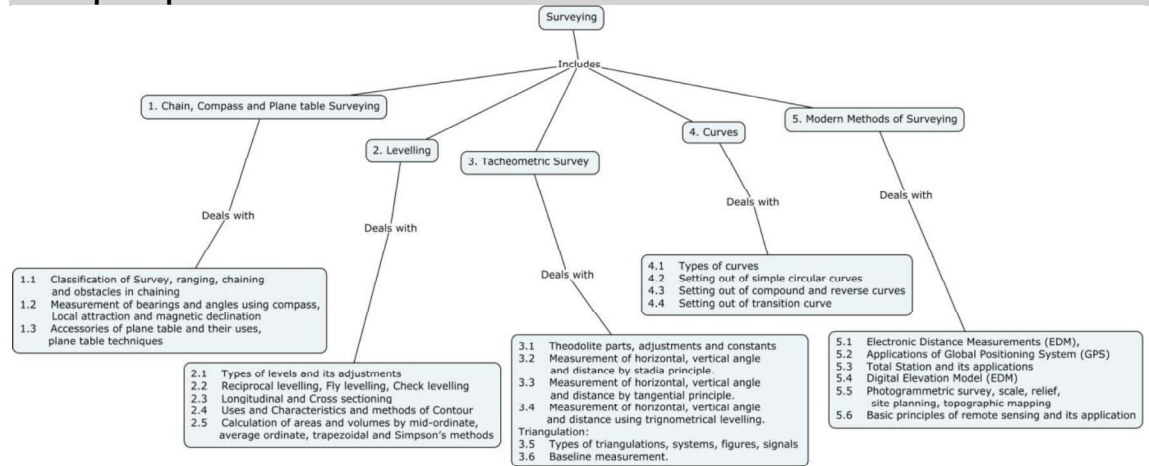 Surveying
Includes
1. Chain, Compass and Plane table Surveying
2. Levelling
3. Tacheometric Survey
4. Curves
5. Modern Methods of Surveying
Deals with
Deals with
Deals with
Deals with
Deals with
1.1 Classification of Survey, ranging, chaining
and obstacles in chaining
1.2 Measurement of bearings and angles using compass,
Local attraction and magnetic declination
1.3 Accessories of plane table and their uses,
plane table techniques
2.1 Types of levels and its adjustments
2.2 Reciprocal levelling, Fly levelling, Check levelling
2.3 Longitudinal and Cross sectioning
2.4 Uses and Characteristics and methods of Contour
2.5 Calculation of areas and volumes by mid-ordinate,
average ordinate, trapezoidal and Simpson's methods
3.1 Theodolite parts, adjustments and constants
3.2 Measurement of horizontal, vertical angle
and distance by stadia principle.
3.3 Measurement of horizontal, vertical angle
and distance by tangential principle.
3.4 Measurement of horizontal, vertical angle
and distance using trignometrical levelling.
Triangulation:
3.5 Types of triangulations, systems, figures, signals
3.6 Baseline measurement.
4.1 Types of curves
4.2 Setting out of simple circular curves
4.3 Setting out of compound and reverse curves
4.4 Setting out of transition curve
5.1 Electronic Distance Measurements (EDM),
5.2 Applications of Global Positioning System (GPS)
5.3 Total Station and its applications
5.4 Digital Elevation Model (EDM)
5.5 Photogrammetric survey, scale, relief,
site planning, topographic mapping
5.6 Basic principles of remote sensing and its application